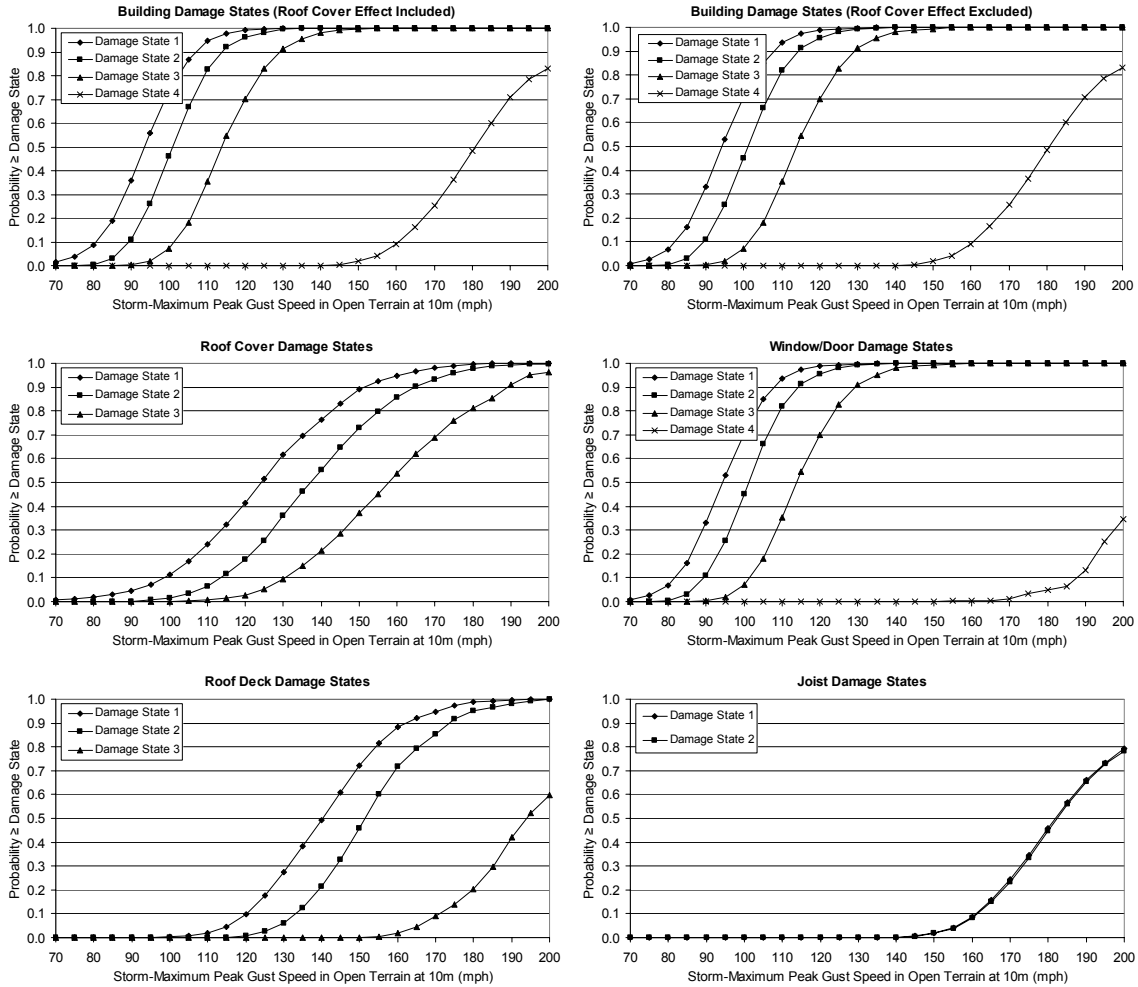 Building Damage States (Roof Cover Effect Included)
Probability ≥ Damage State
1.0
0.9
0.8
0.7
0.6
0.5
0.4
0.3
0.2
0.1
0.0
Damage State 1
Damage State 2
Damage State 3
Damage State 4
70 80 90 100 110 120 130 140 150 160 170 180 190 200
Storm-Maximum Peak Gust Speed in Open Terrain at 10m (mph)
Building Damage States (Roof Cover Effect Excluded)
Probability ≥ Damage State
1.0
0.9
0.8
0.7
0.6
0.5
0.4
0.3
0.2
0.1
0.0
Damage State 1
Damage State 2
Damage State 3
Damage State 4
70 80 90 100 110 120 130 140 150 160 170 180 190 200
Storm-Maximum Peak Gust Speed in Open Terrain at 10m (mph)
Roof Cover Damage States
Probability ≥ Damage State
1.0
0.9
0.8
0.7
0.6
0.5
0.4
0.3
0.2
0.1
0.0
Damage State 1
Damage State 2
Damage State 3
70 80 90 100 110 120 130 140 150 160 170 180 190 200
Storm-Maximum Peak Gust Speed in Open Terrain at 10m (mph)
Window/Door Damage States
Probability ≥ Damage State
1.0
0.9
0.8
0.7
0.6
0.5
0.4
0.3
0.2
0.1
0.0
Damage State 1
Damage State 2
Damage State 3
Damage State 4
70 80 90 100 110 120 130 140 150 160 170 180 190 200
Storm-Maximum Peak Gust Speed in Open Terrain at 10m (mph)
Roof Deck Damage States
Probability ≥ Damage State
1.0
0.9
0.8
0.7
0.6
0.5
0.4
0.3
0.2
0.1
0.0
Damage State 1
Damage State 2
Damage State 3
70 80 90 100 110 120 130 140 150 160 170 180 190 200
Storm-Maximum Peak Gust Speed in Open Terrain at 10m (mph)
Joist Damage States
Probability ≥ Damage State
1.0
0.9
0.8
0.7
0.6
0.5
0.4
0.3
0.2
0.1
0.0
Damage State 1
Damage State 2
70 80 90 100 110 120 130 140 150 160 170 180 190 200
Storm-Maximum Peak Gust Speed in Open Terrain at 10m (mph)